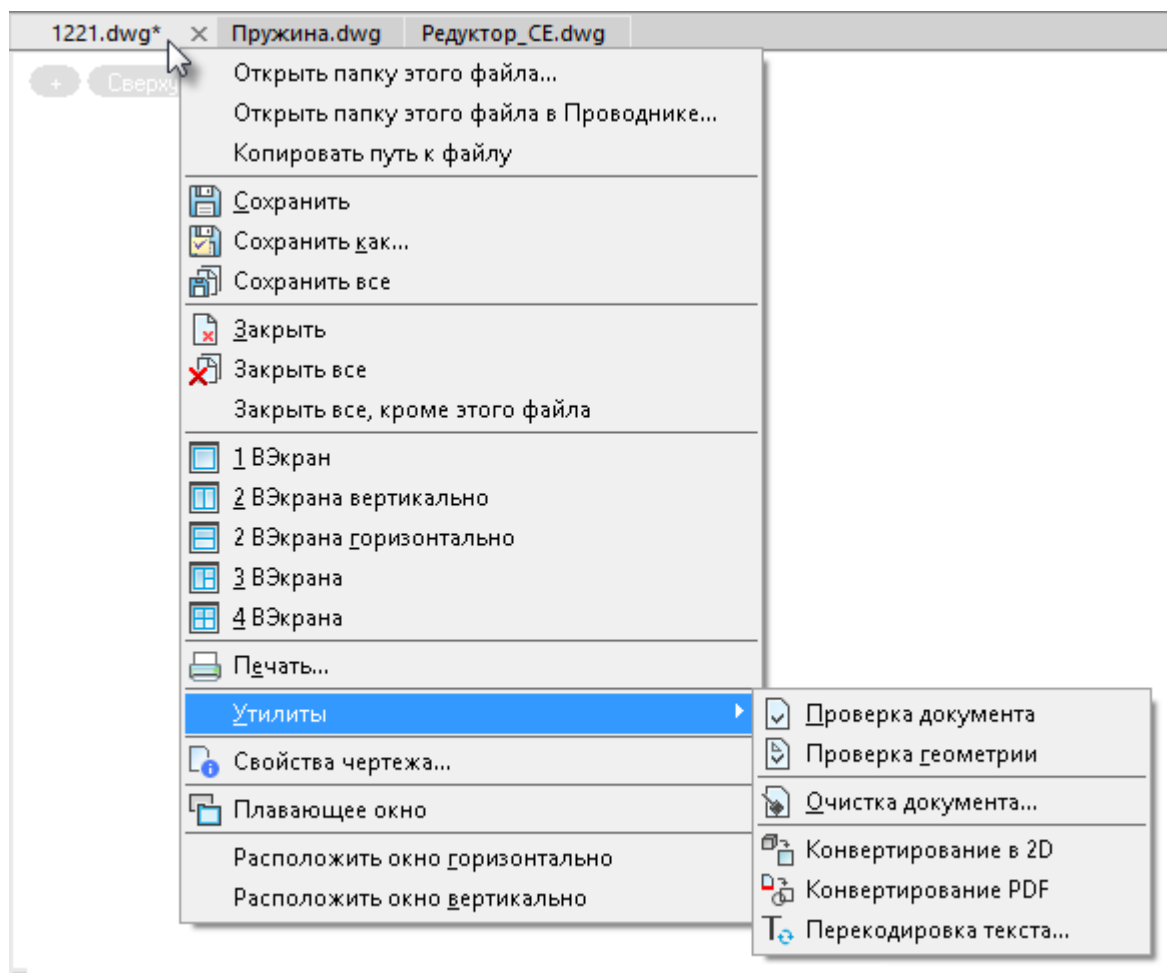 1221.dwg* × Пружина.dwg Редуктор_СЕ.dwg
+ Сверху
Открыть папку этого файла...
Открыть папку этого файла в Проводнике...
Копировать путь к файлу
Сохранить
Сохранить как...
Сохранить все
Закрыть
Закрыть все
Закрыть все, кроме этого файла
1 ВЭкран
2 ВЭкрана вертикально
2 ВЭкрана горизонтально
3 ВЭкрана
4 ВЭкрана
Печать...
Утилиты
Свойства чертежа...
Плавающее окно
Расположить окно горизонтально
Расположить окно вертикально
Проверка документа
Проверка геометрии
Очистка документа...
Конвертирование в 2D
Конвертирование PDF
Перекодировка текста...